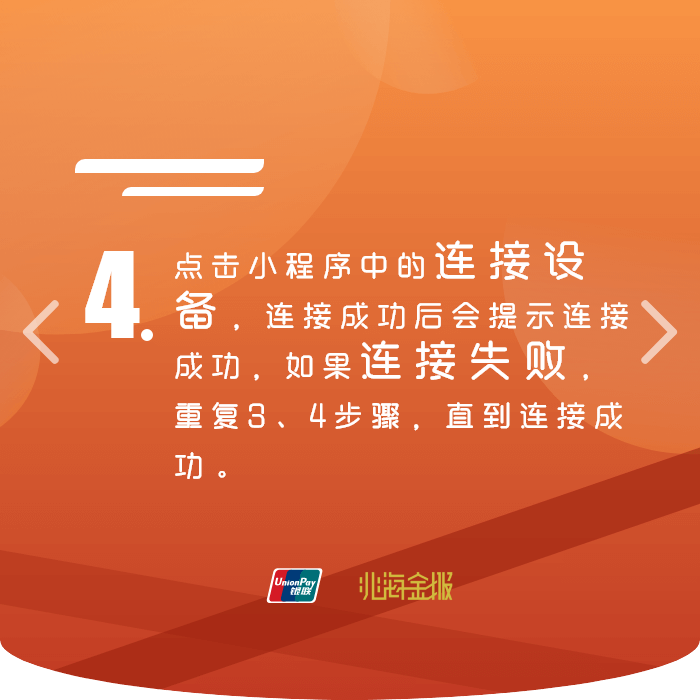 4.
点击小程序中的连接设
备，连接成功后会提示连接
成功，如果连接失败，
重复3、4步骤，直到连接成
功。
UnionPay
银联
北海金服